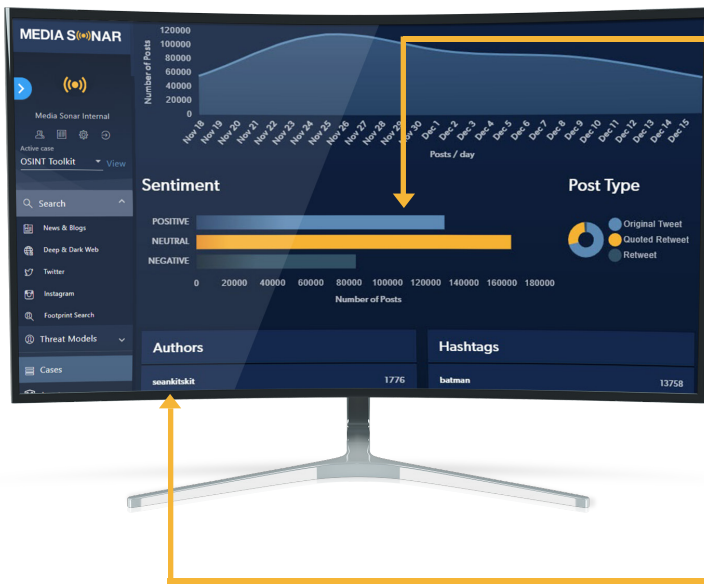 MEDIA S((•))NAR
Media Sonar Internal
Active case
OSINT Toolkit
View
Search
News & Blogs
Deep & Dark Web
Twitter
Instagram
Footprint Search
Threat Models
Cases
Number of Posts
120000
100000
80000
60000
40000
20000
0
Nov 18
Nov 19
Nov 20
Nov 21
Nov 22
Nov 23
Nov 24
Nov 25
Nov 26
Nov 27
Nov 28
Nov 29
Nov 30
Dec 1
Dec 2
Dec 3
Dec 4
Dec 5
Dec 6
Dec 7
Dec 8
Dec 9
Dec 10
Dec 11
Dec 12
Dec 13
Dec 14
Dec 15
Posts / day
Sentiment
POSITIVE
NEUTRAL
NEGATIVE
0 20000 40000 60000 80000 100000 120000 140000 160000 180000
Number of Posts
Post Type
Original Tweet
Quoted Retweet
Retweet
Authors
seankitskit 1776
Hashtags
batman 13758